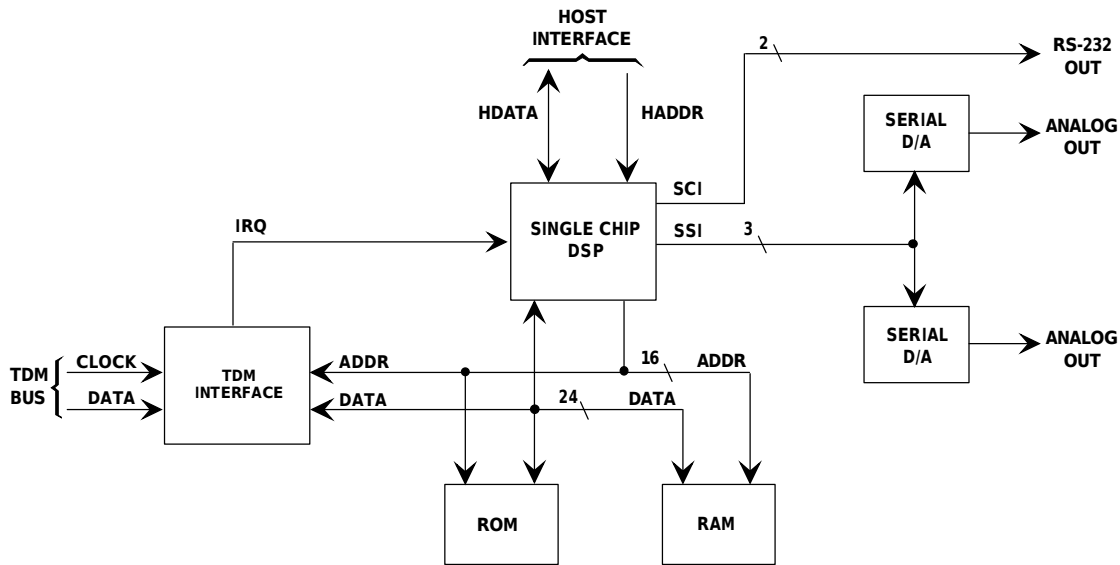 HOST
INTERFACE
2
RS-232
OUT
HDATA
HADDR
SERIAL
D/A
ANALOG
OUT
SCI
SINGLE CHIP
DSP
SSI
3
IRQ
SERIAL
D/A
ANALOG
OUT
TDM
BUS
CLOCK
DATA
TDM
INTERFACE
ADDR
16
ADDR
DATA
24
DATA
ROM
RAM